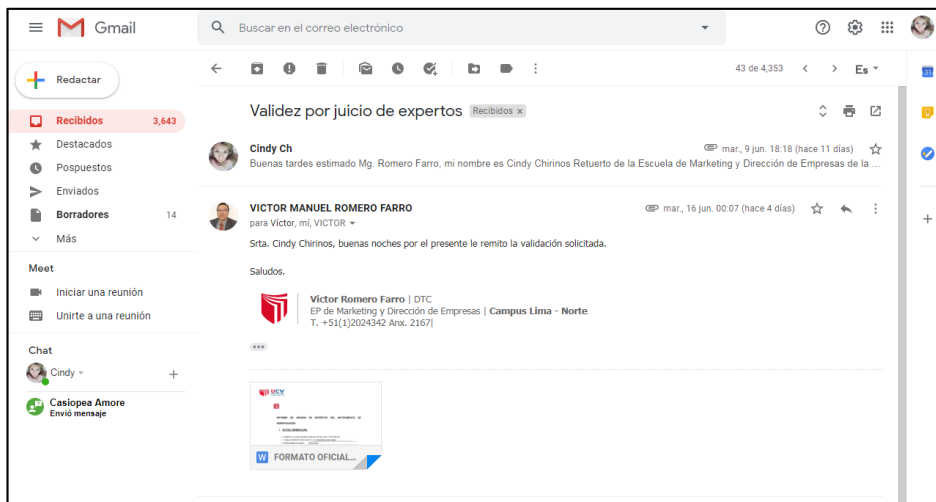 Gmail
Buscar en el correo electrónico
Redactar
43 de 4,353
Es
Recibidos 3,643
Destacados
Pospuestos
Enviados
Borradores 14
Más
Meet
Iniciar una reunión
Unirte a una reunión
Chat
Cindy
Casiopea Amore
Envió mensaje
Validez por juicio de expertos Recibidos x
Cindy Ch mar., 9 jun. 18:18 (hace 11 días)
Buenas tardes estimado Mg. Romero Farro, mi nombre es Cindy Chirinos Retuerto de la Escuela de Marketing y Dirección de Empresas de la ...
VICTOR MANUEL ROMERO FARRO mar., 16 jun. 00:07 (hace 4 días)
para Víctor, mí, VICTOR
Srta. Cindy Chirinos, buenas noches por el presente le remito la validación solicitada.
Saludos.
Víctor Romero Farro | DTC
EP de Marketing y Dirección de Empresas | Campus Lima - Norte
T. +51(1)2024342 Anx. 2167|
UCV
W FORMATO OFICIAL...
31